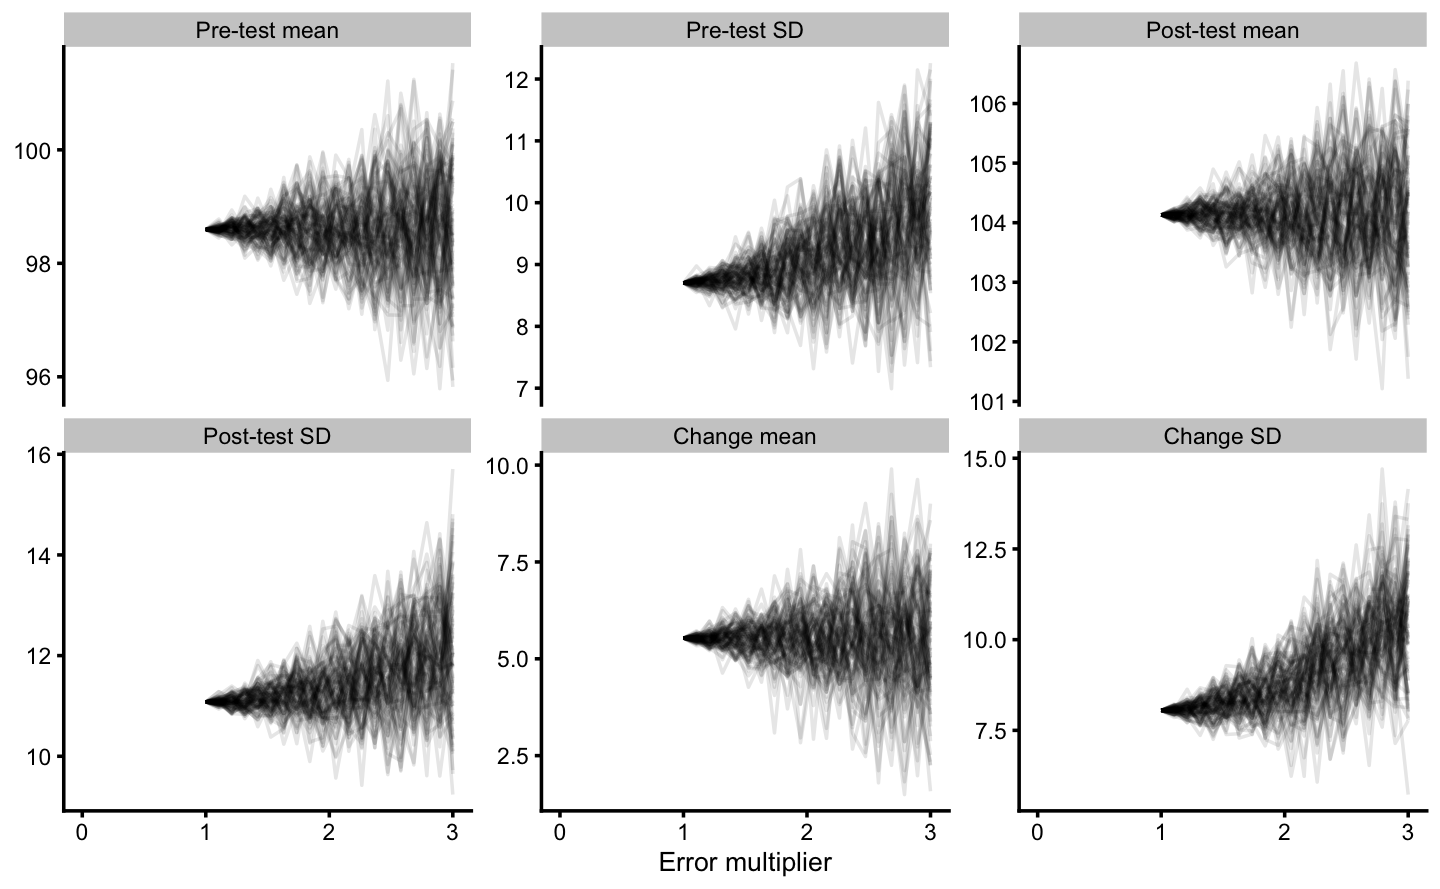 Pre-test mean
Pre-test SD
Post-test mean
100
98
96
12
11
10
9
8
7
106
105
104
103
102
101
Post-test SD
Change mean
Change SD
16
14
12
10
10.0
7.5
5.0
2.5
15.0
12.5
10.0
7.5
0 1 2 3
0 1 2 3
0 1 2 3
Error multiplier